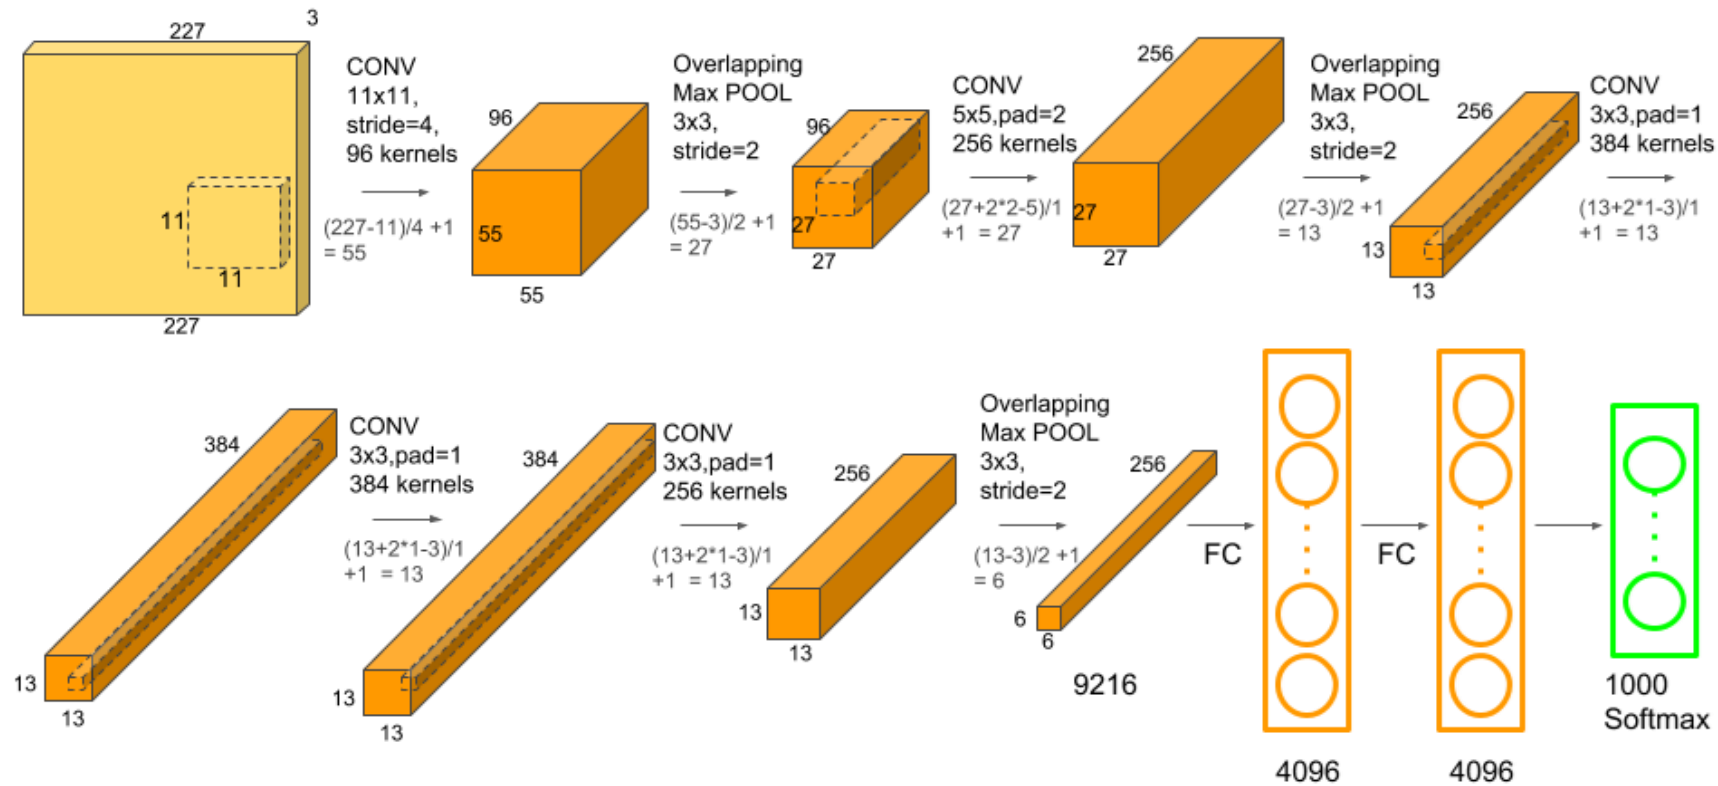 227
3
11
11
227
CONV
11x11,
stride=4,
96 kernels
(227-11)/4 +1
= 55
96
55
55
Overlapping
Max POOL
3x3,
stride=2
(55-3)/2 +1
= 27
96
27
27
CONV
5x5,pad=2
256 kernels
(27+2*2-5)/1
+1 = 27
256
27
27
Overlapping
Max POOL
3x3,
stride=2
(27-3)/2 +1
= 13
256
13
13
CONV
3x3,pad=1
384 kernels
(13+2*1-3)/1
+1 = 13
384
13
13
CONV
3x3,pad=1
384 kernels
(13+2*1-3)/1
+1 = 13
384
13
13
CONV
3x3,pad=1
256 kernels
(13+2*1-3)/1
+1 = 13
256
13
13
Overlapping
Max POOL
3x3,
stride=2
(13-3)/2 +1
= 6
256
6
6
9216
FC
4096
FC
4096
1000
Softmax